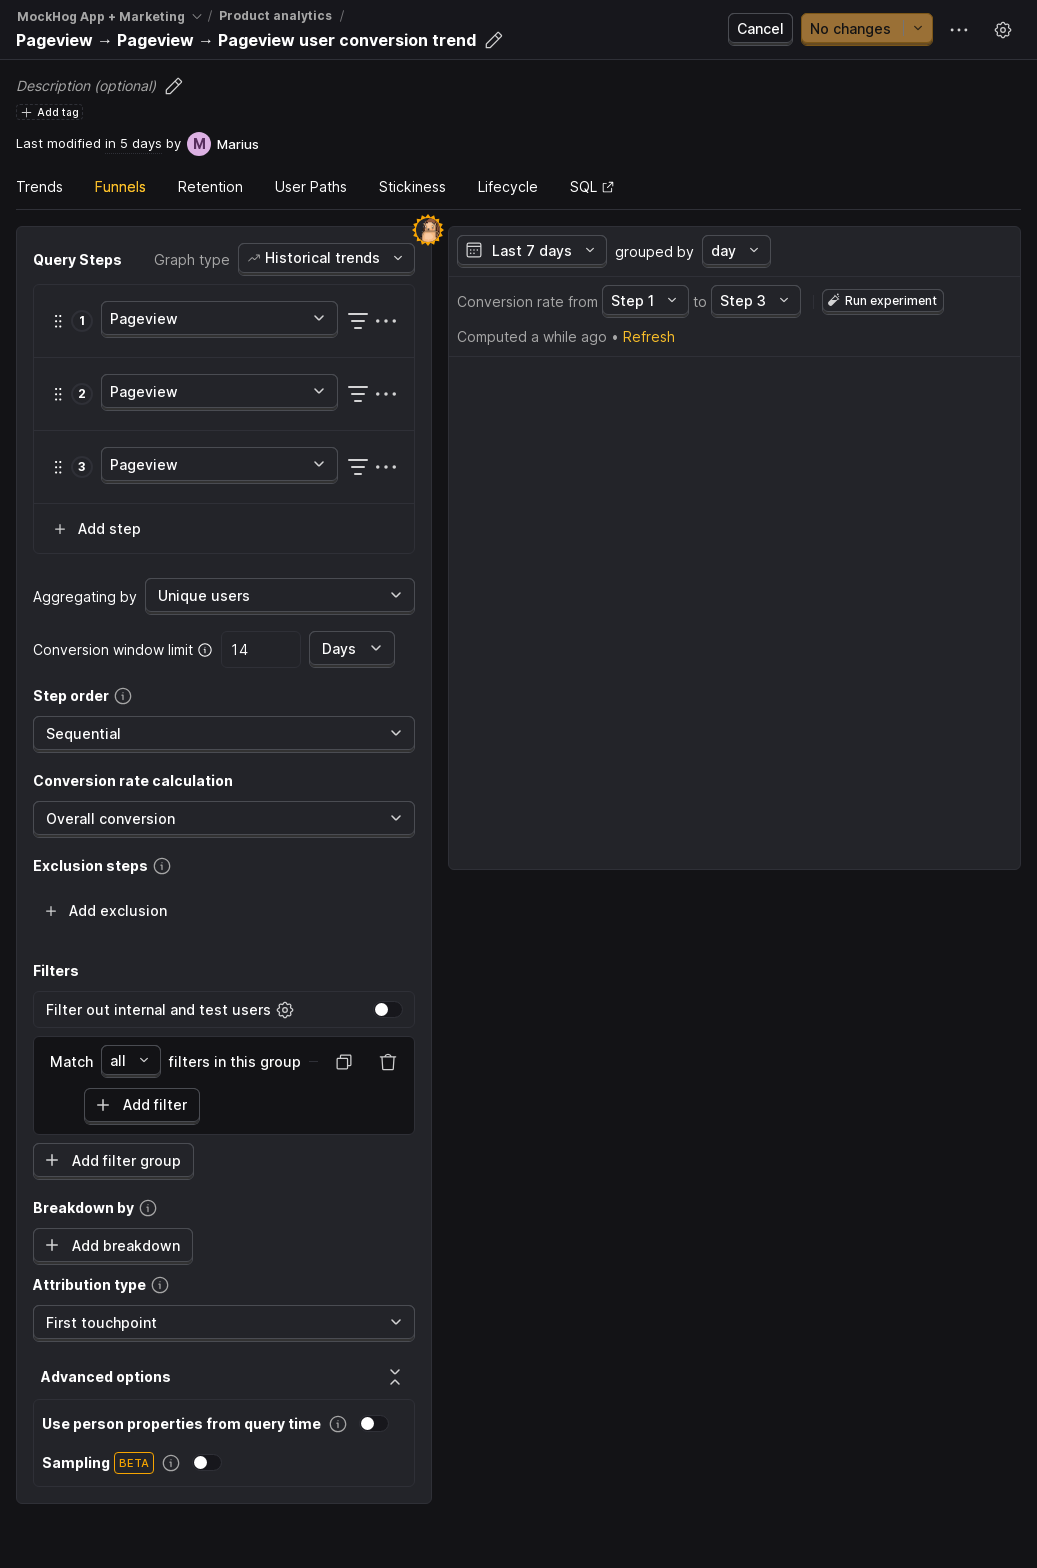 MockHog App + Marketing / Product analytics /
Pageview → Pageview → Pageview user conversion trend
Cancel
No changes
Description (optional)
Add tag
Last modified in 5 days by M Marius
Trends Funnels Retention User Paths Stickiness Lifecycle SQL
Query Steps Graph type Historical trends
1 Pageview
2 Pageview
3 Pageview
Add step
Aggregating by Unique users
Conversion window limit 14 Days
Step order
Sequential
Conversion rate calculation
Overall conversion
Exclusion steps
Add exclusion
Filters
Filter out internal and test users
Match all filters in this group
Add filter
Add filter group
Breakdown by
Add breakdown
Attribution type
First touchpoint
Advanced options
Use person properties from query time
Sampling BETA
Last 7 days grouped by day
Conversion rate from Step 1 to Step 3 Run experiment
Computed a while ago • Refresh